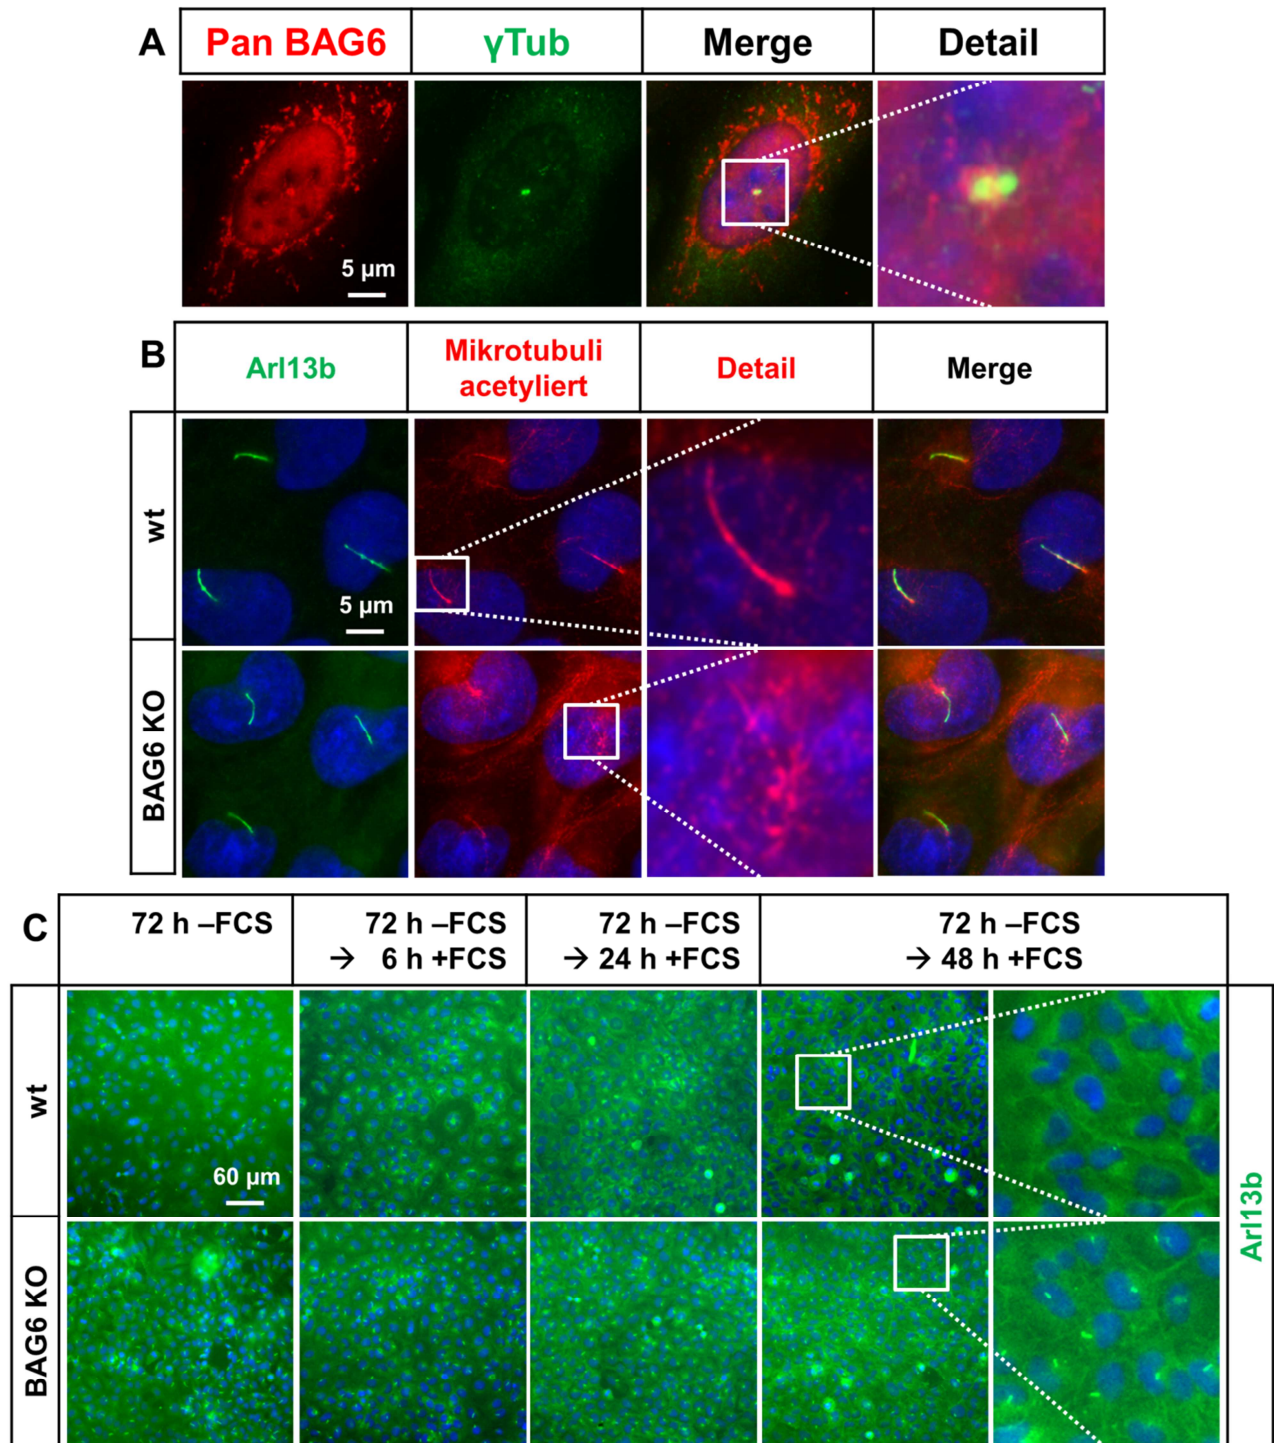 A
Pan BAG6
γTub
Merge
Detail
5 µm
B
Arl13b
Mikrotubuli
acetyliert
Detail
Merge
wt
5 µm
BAG6 KO
C
72 h –FCS
72 h –FCS
→ 6 h +FCS
72 h –FCS
→ 24 h +FCS
72 h –FCS
→ 48 h +FCS
wt
60 µm
BAG6 KO
Arl13b